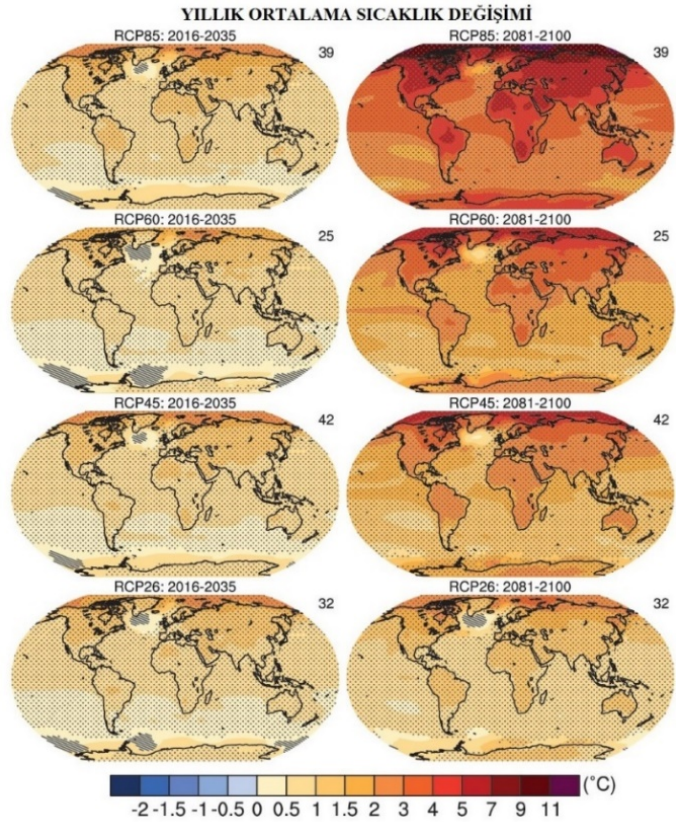 YILLIK ORTALAMA SICAKLIK DEĞİŞİMİ
RCP85: 2016-2035
39
RCP85: 2081-2100
39
RCP60: 2016-2035
25
RCP60: 2081-2100
25
RCP45: 2016-2035
42
RCP45: 2081-2100
42
RCP26: 2016-2035
32
RCP26: 2081-2100
32
(°C)
-2 -1.5 -1 -0.5 0 0.5 1 1.5 2 3 4 5 7 9 11